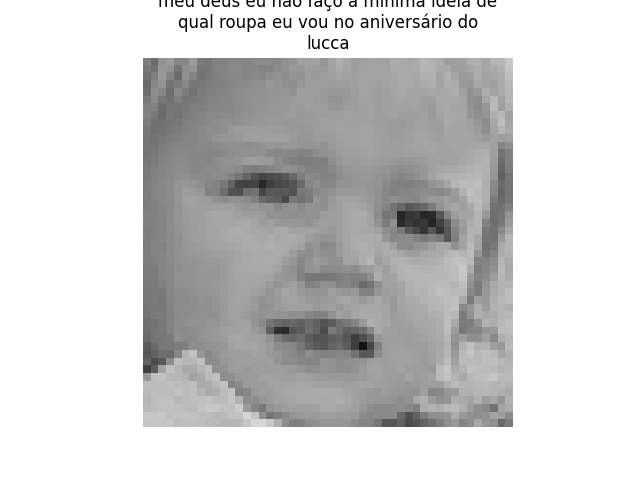 meu deus eu não faço a mínima ideia de
qual roupa eu vou no aniversário do
lucca